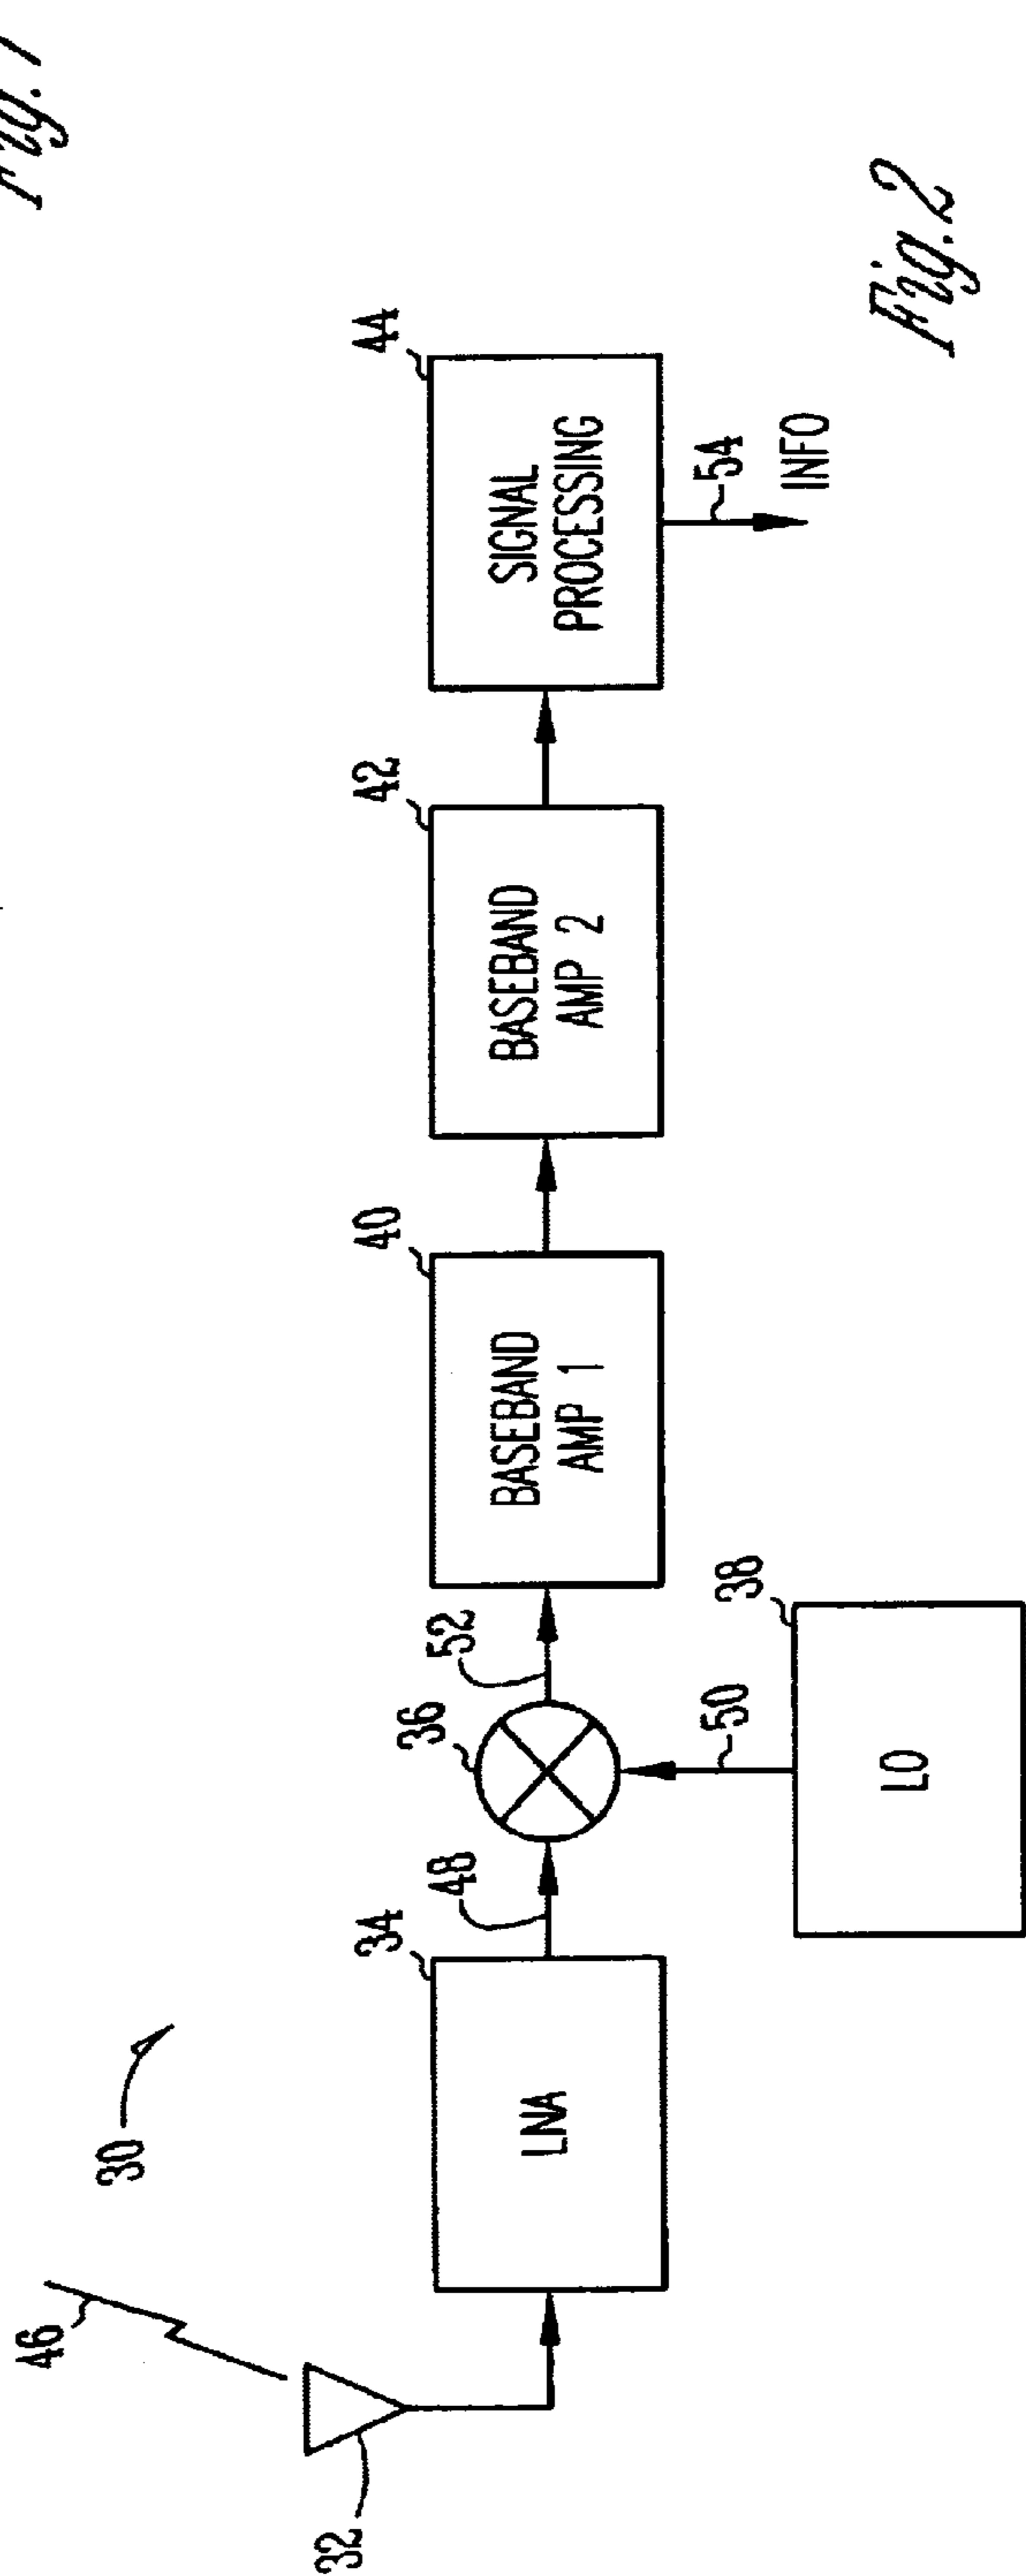 Fig. 1
46
30
32
34
LNA
48
36
52
50
38
LO
40
BASEBAND
AMP 1
42
BASEBAND
AMP 2
44
SIGNAL
PROCESSING
54
INFO
Fig. 2